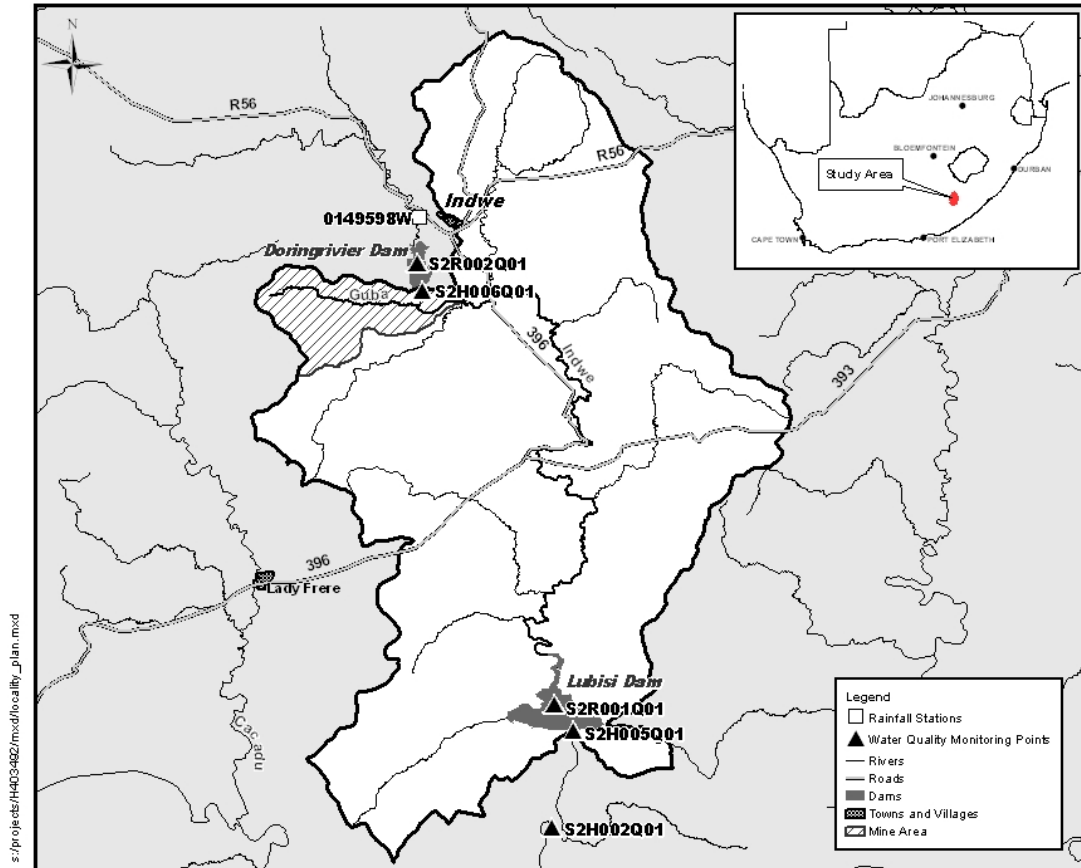 N
R56
R56
Indwe
0149598W
Doringrivier Dam
S2R002Q01
Guba
S2H006Q01
396
Indwe
393
396
Lady Frere
Cacadu
Lubisi Dam
S2R001Q01
S2H005Q01
S2H002Q01
JOHANNESBURG
BLOEMFONTEIN
DURBAN
Study Area
CAPE TOWN
PORT ELIZABETH
Legend
Rainfall Stations
Water Quality Monitoring Points
Rivers
Roads
Dams
Towns and Villages
Mine Area
s:/projects/H403492/mxd/locality_plan.mxd